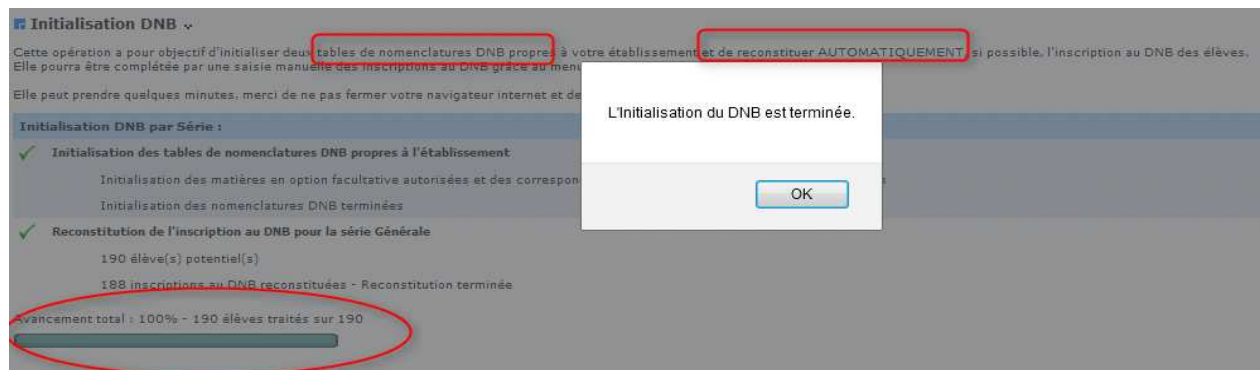 Initialisation DNB
Cette opération a pour objectif d'initialiser deux tables de nomenclatures DNB propres à votre établissement et de reconstituer AUTOMATIQUEMENT, si possible, l'inscription au DNB des élèves.
Elle pourra être complétée par une saisie manuelle des inscriptions au DNB grâce au menu
Elle peut prendre quelques minutes, merci de ne pas fermer votre navigateur internet et de
L'Initialisation du DNB est terminée.
OK
Initialisation DNB par Série :
Initialisation des tables de nomenclatures DNB propres à l'établissement
Initialisation des matières en option facultative autorisées et des correspon
Initialisation des nomenclatures DNB terminées
Reconstitution de l'inscription au DNB pour la série Générale
190 élève(s) potentiel(s)
188 inscriptions au DNB reconstituées - Reconstitution terminée
Avancement total : 100% - 190 élèves traités sur 190